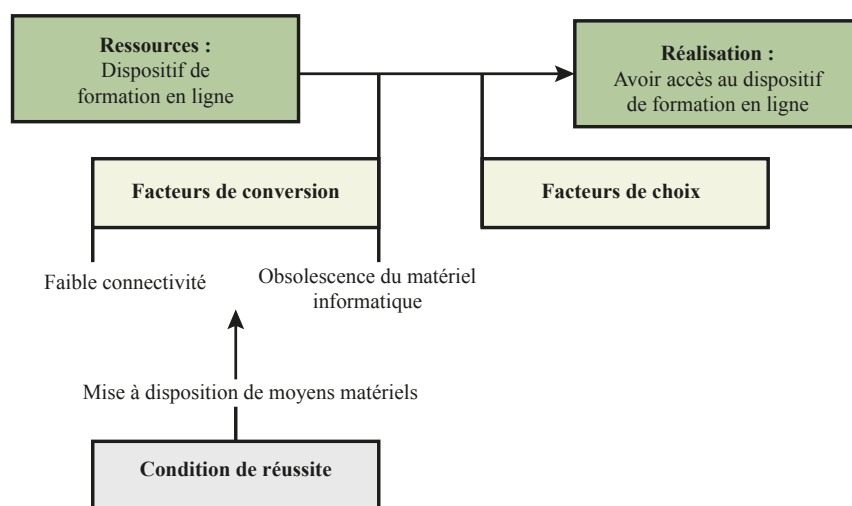 Ressources :
Dispositif de
formation en ligne
Réalisation :
Avoir accès au dispositif
de formation en ligne
Facteurs de conversion
Facteurs de choix
Faible connectivité
Obsolescence du matériel
informatique
Mise à disposition de moyens matériels
Condition de réussite